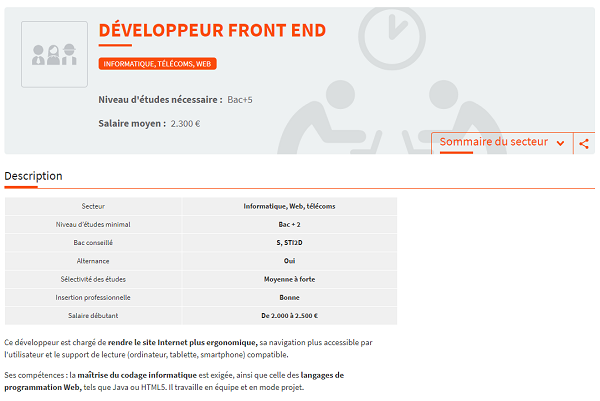 DÉVELOPPEUR FRONT END
INFORMATIQUE, TÉLÉCOMS, WEB
Niveau d'études nécessaire : Bac+5
Salaire moyen : 2.300 €
Sommaire du secteur
Description
Secteur Informatique, Web, télécoms
Niveau d'études minimal Bac + 2
Bac conseillé S, STI2D
Alternance Oui
Sélectivité des études Moyenne à forte
Insertion professionnelle Bonne
Salaire débutant De 2.000 à 2.500 €
Ce développeur est chargé de rendre le site Internet plus ergonomique, sa navigation plus accessible par
l'utilisateur et le support de lecture (ordinateur, tablette, smartphone) compatible.
Ses compétences : la maîtrise du codage informatique est exigée, ainsi que celle des langages de
programmation Web, tels que Java ou HTML5. Il travaille en équipe et en mode projet.